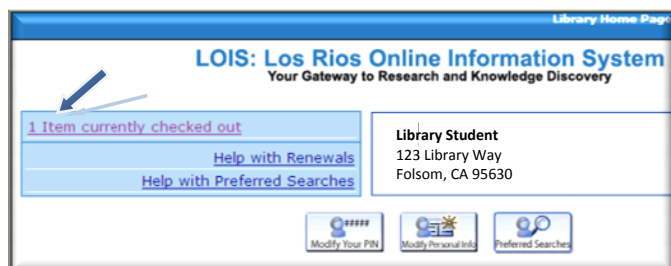 Library Home Page
LOIS: Los Rios Online Information System
Your Gateway to Research and Knowledge Discovery
1 Item currently checked out
Help with Renewals
Help with Preferred Searches
Library Student
123 Library Way
Folsom, CA 95630
#####
Modify Your PIN
Modify Personal Info
Preferred Searches